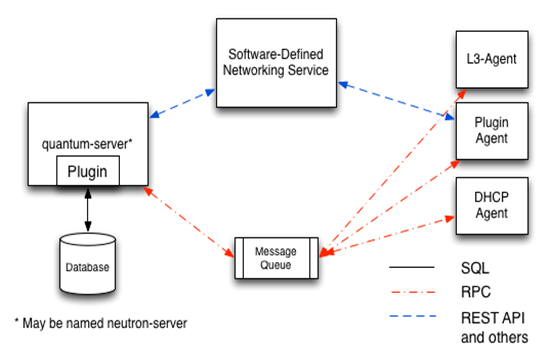 Software-Defined
Networking Service
L3-Agent
quantum-server*
Plugin
Plugin
Agent
DHCP
Agent
Message
Queue
Database
SQL
RPC
REST API
and others
* May be named neutron-server